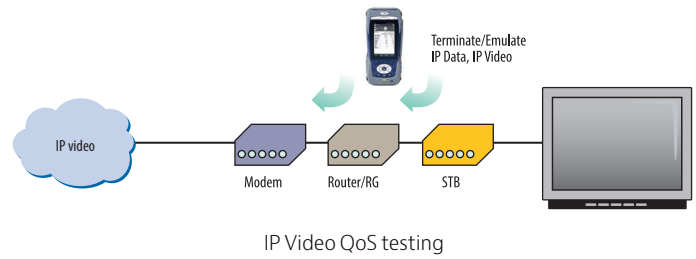 Terminate/Emulate
IP Data, IP Video
IP video
Modem
Router/RG
STB
IP Video QoS testing